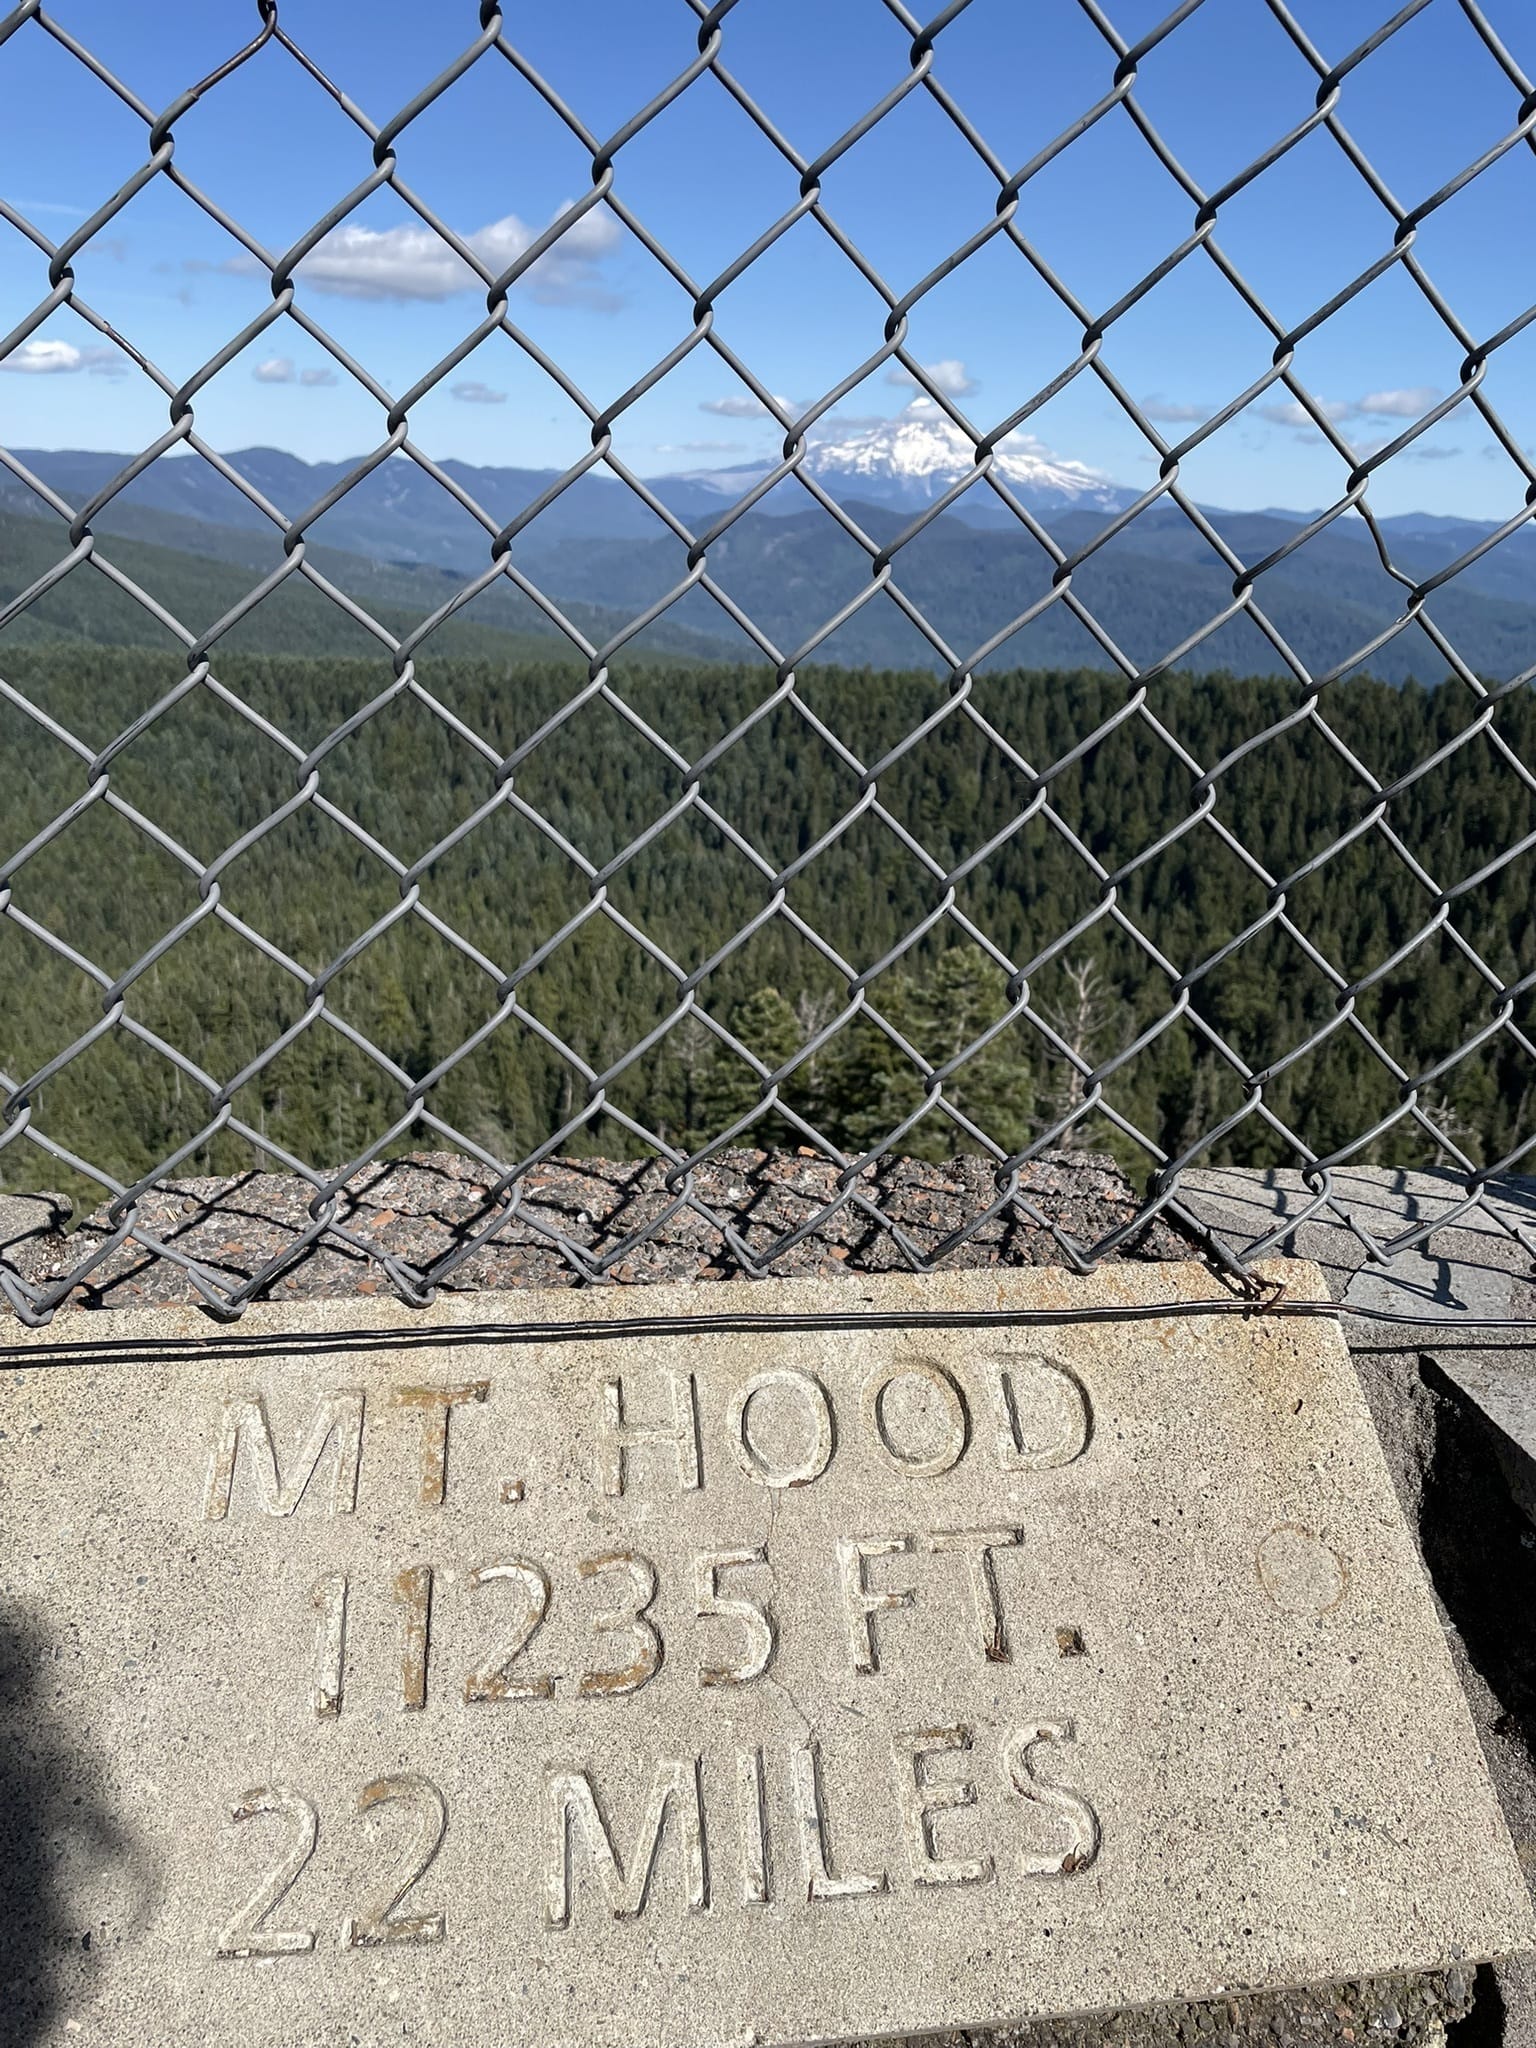 MT. HOOD
11235 FT.
22 MILES